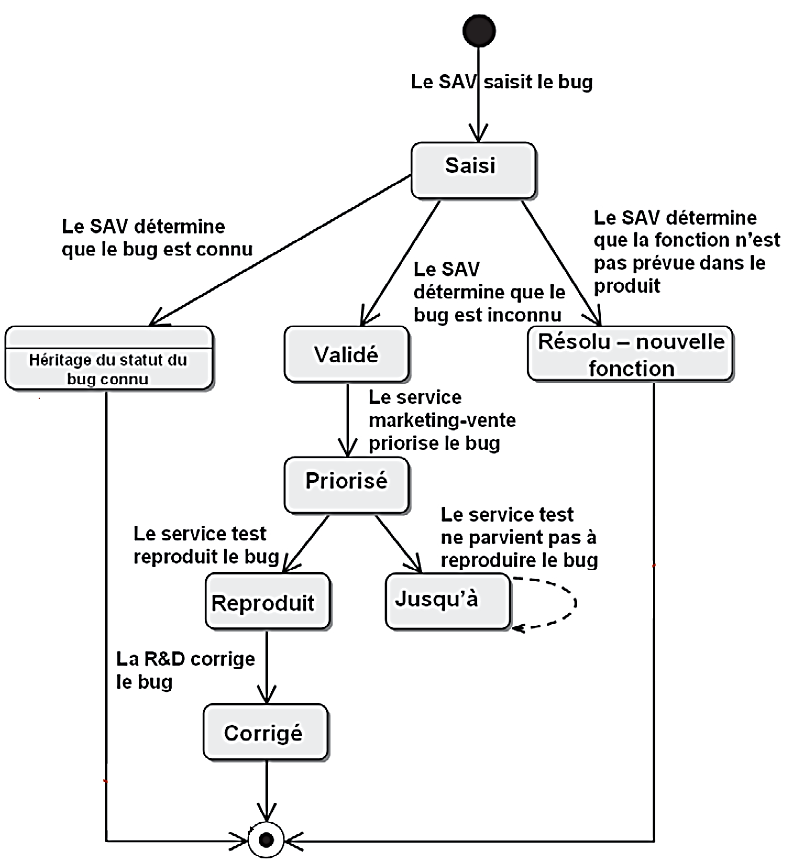 Le SAV saisit le bug
Saisi
Le SAV détermine
que le bug est connu
Le SAV
détermine que le
bug est inconnu
Le SAV détermine
que la fonction n'est
pas prévue dans le
produit
Héritage du statut du
bug connu
Validé
Résolu – nouvelle
fonction
Le service
marketing-vente
priorise le bug
Priorisé
Le service test
reproduit le bug
Le service test
ne parvient pas à
reproduire le bug
Reproduit
Jusqu'à
La R&D corrige
le bug
Corrigé